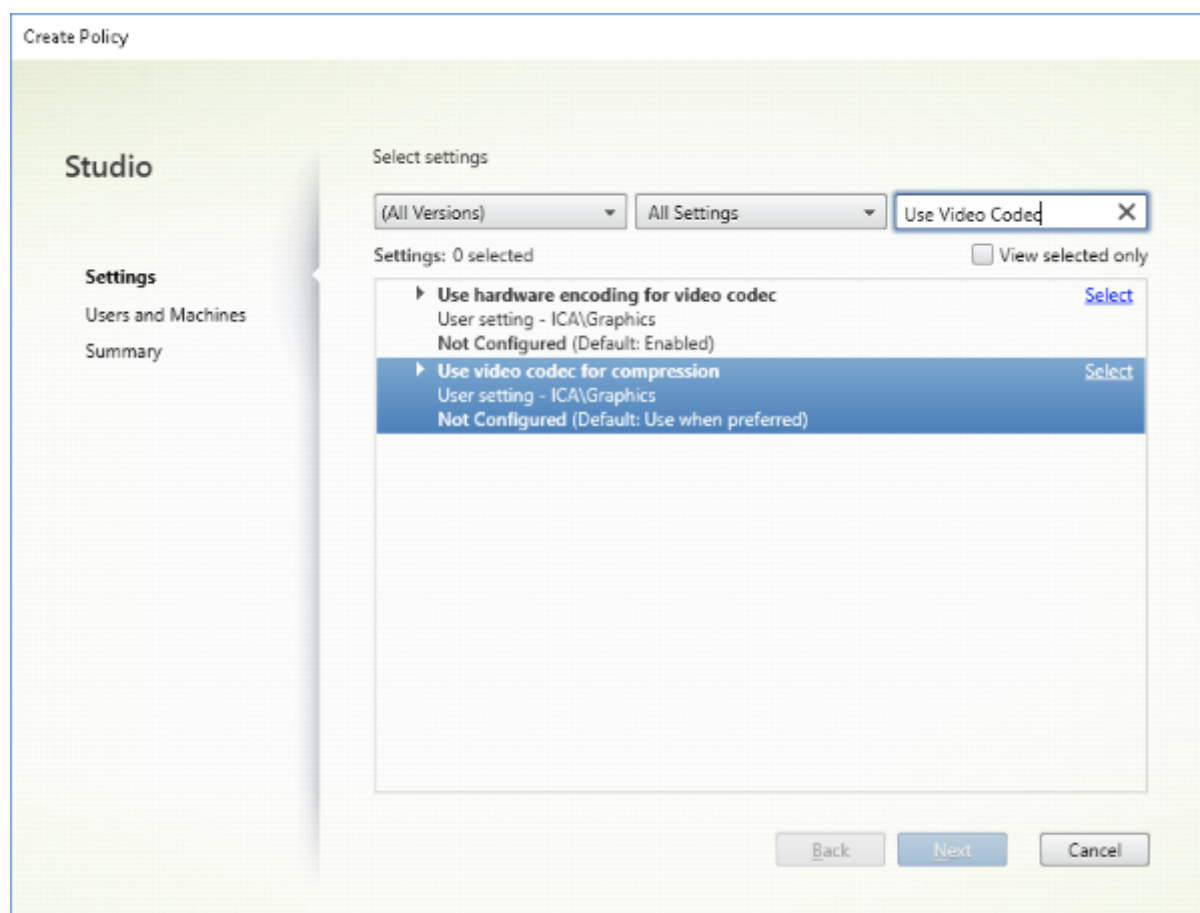 Create Policy
Studio
Settings
Users and Machines
Summary
Select settings
(All Versions) All Settings Use Video Codec
Settings: 0 selected View selected only
Use hardware encoding for video codec Select
User setting - ICA\Graphics
Not Configured (Default: Enabled)
Use video codec for compression Select
User setting - ICA\Graphics
Not Configured (Default: Use when preferred)
Back Next Cancel